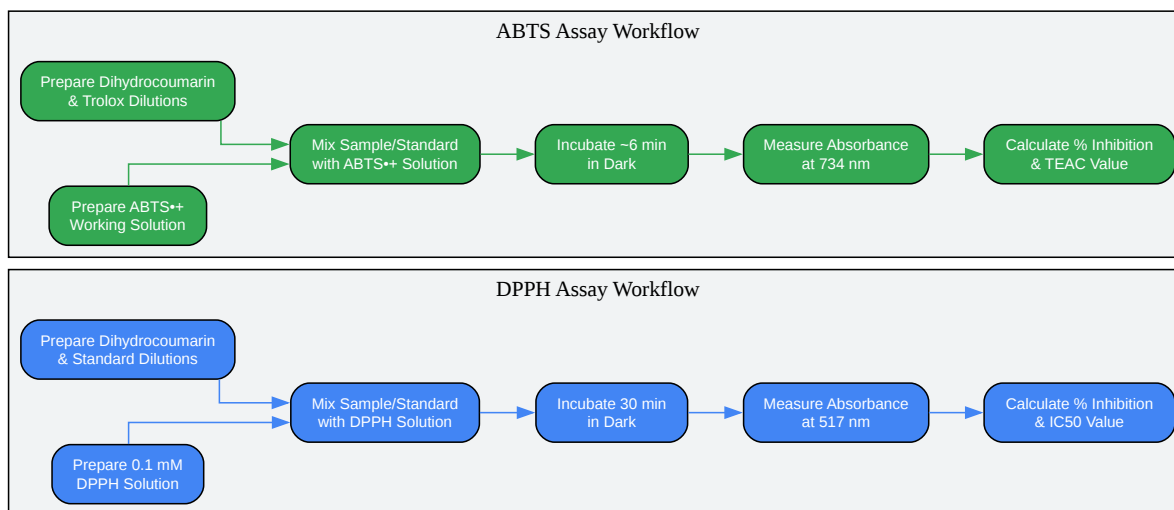 ABTS Assay Workflow
Prepare Dihydrocoumarin
& Trolox Dilutions
Prepare ABTS•+
Working Solution
Mix Sample/Standard
with ABTS•+ Solution
Incubate ~6 min
in Dark
Measure Absorbance
at 734 nm
Calculate % Inhibition
& TEAC Value
DPPH Assay Workflow
Prepare Dihydrocoumarin
& Standard Dilutions
Prepare 0.1 mM
DPPH Solution
Mix Sample/Standard
with DPPH Solution
Incubate 30 min
in Dark
Measure Absorbance
at 517 nm
Calculate % Inhibition
& IC50 Value